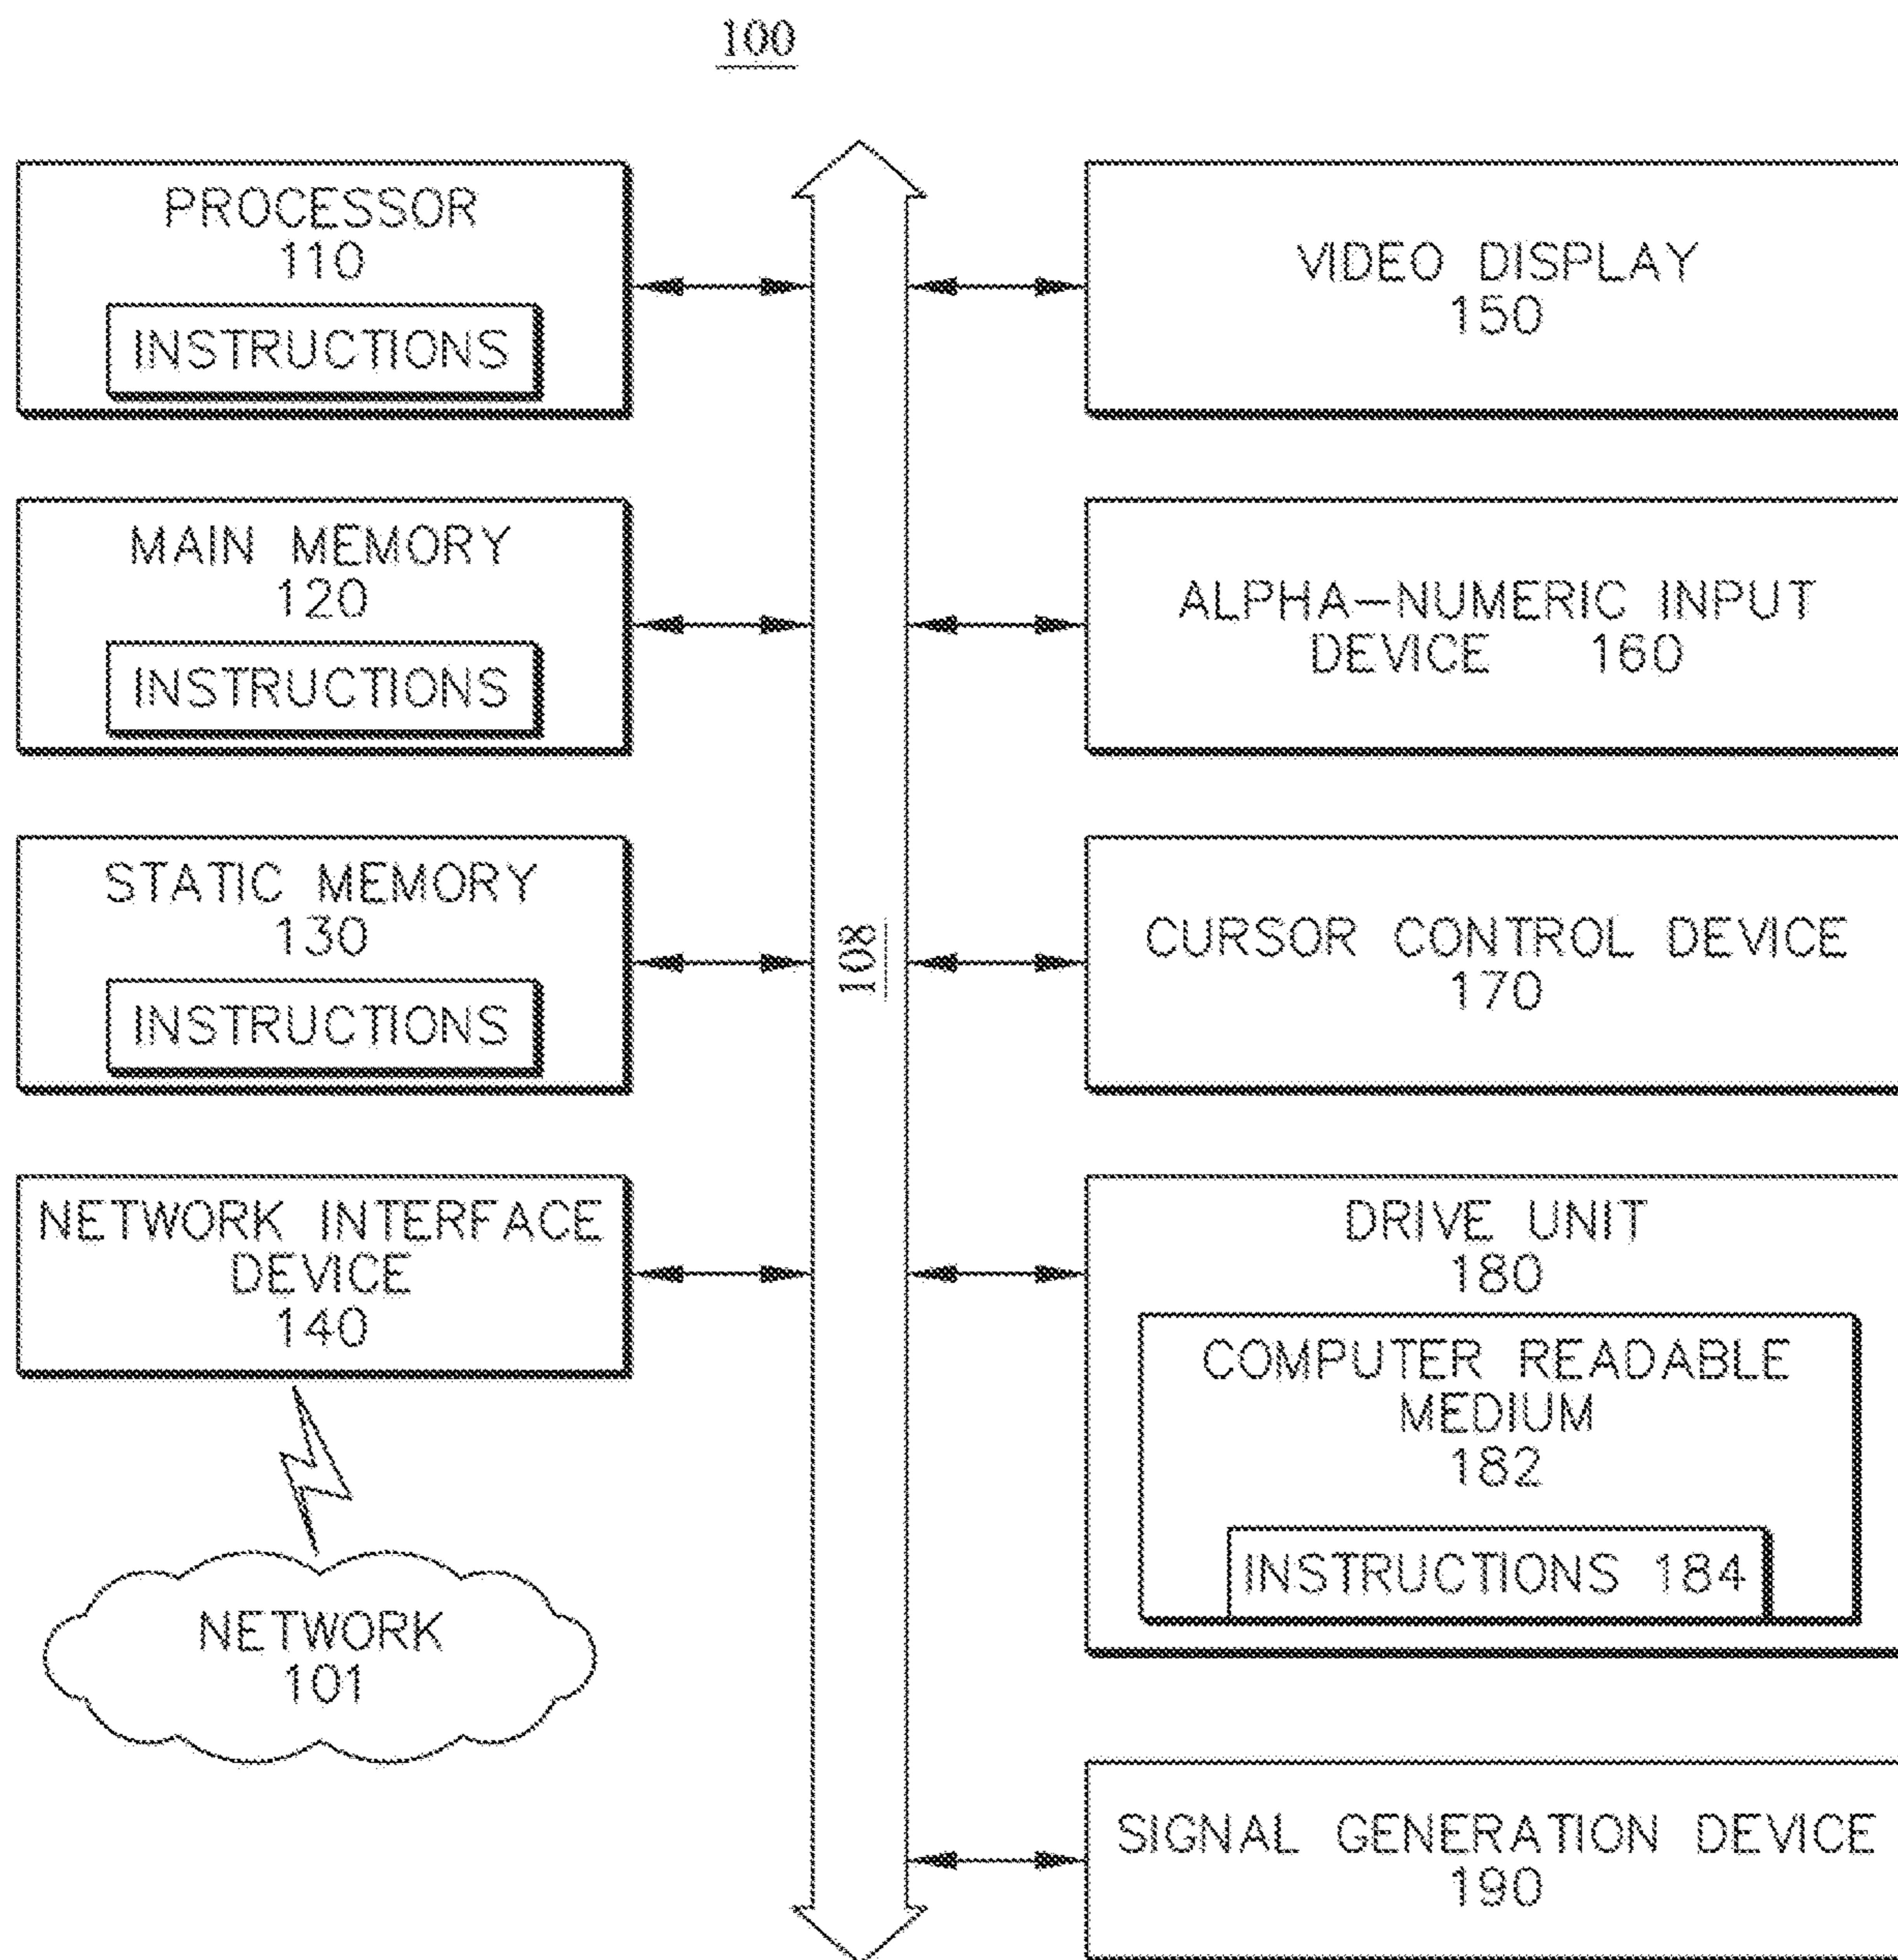 100
PROCESSOR
110
INSTRUCTIONS
MAIN MEMORY
120
INSTRUCTIONS
STATIC MEMORY
130
INSTRUCTIONS
NETWORK INTERFACE
DEVICE
140
NETWORK
101
108
VIDEO DISPLAY
150
ALPHA-NUMERIC INPUT
DEVICE 160
CURSOR CONTROL DEVICE
170
DRIVE UNIT
180
COMPUTER READABLE
MEDIUM
182
INSTRUCTIONS 184
SIGNAL GENERATION DEVICE
190